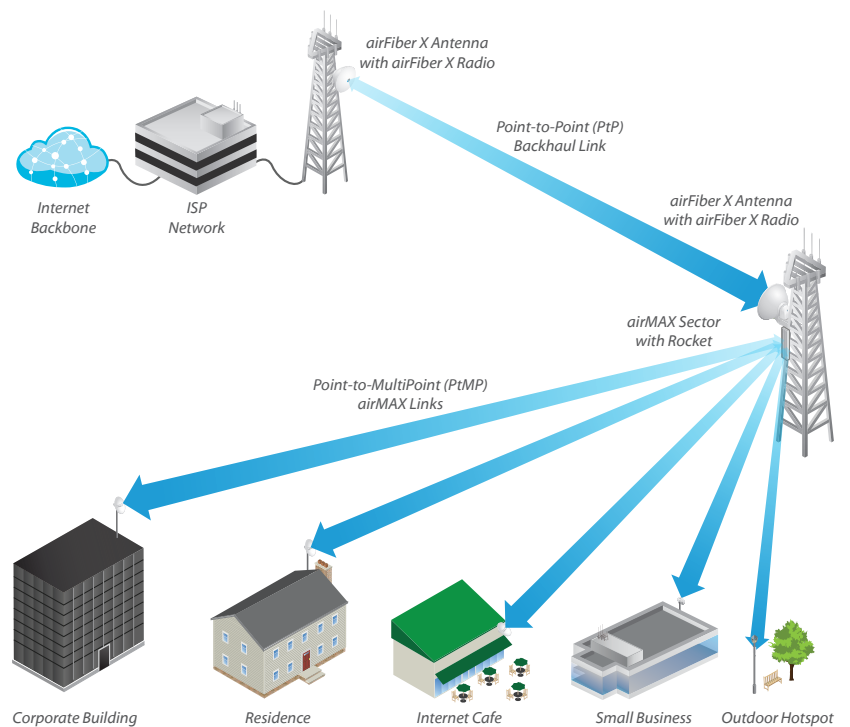 airFiber X Antenna
with airFiber X Radio
Point-to-Point (PtP)
Backhaul Link
Internet
Backbone
ISP
Network
airFiber X Antenna
with airFiber X Radio
airMAX Sector
with Rocket
Point-to-MultiPoint (PtMP)
airMAX Links
Corporate Building
Residence
Internet Cafe
Small Business
Outdoor Hotspot